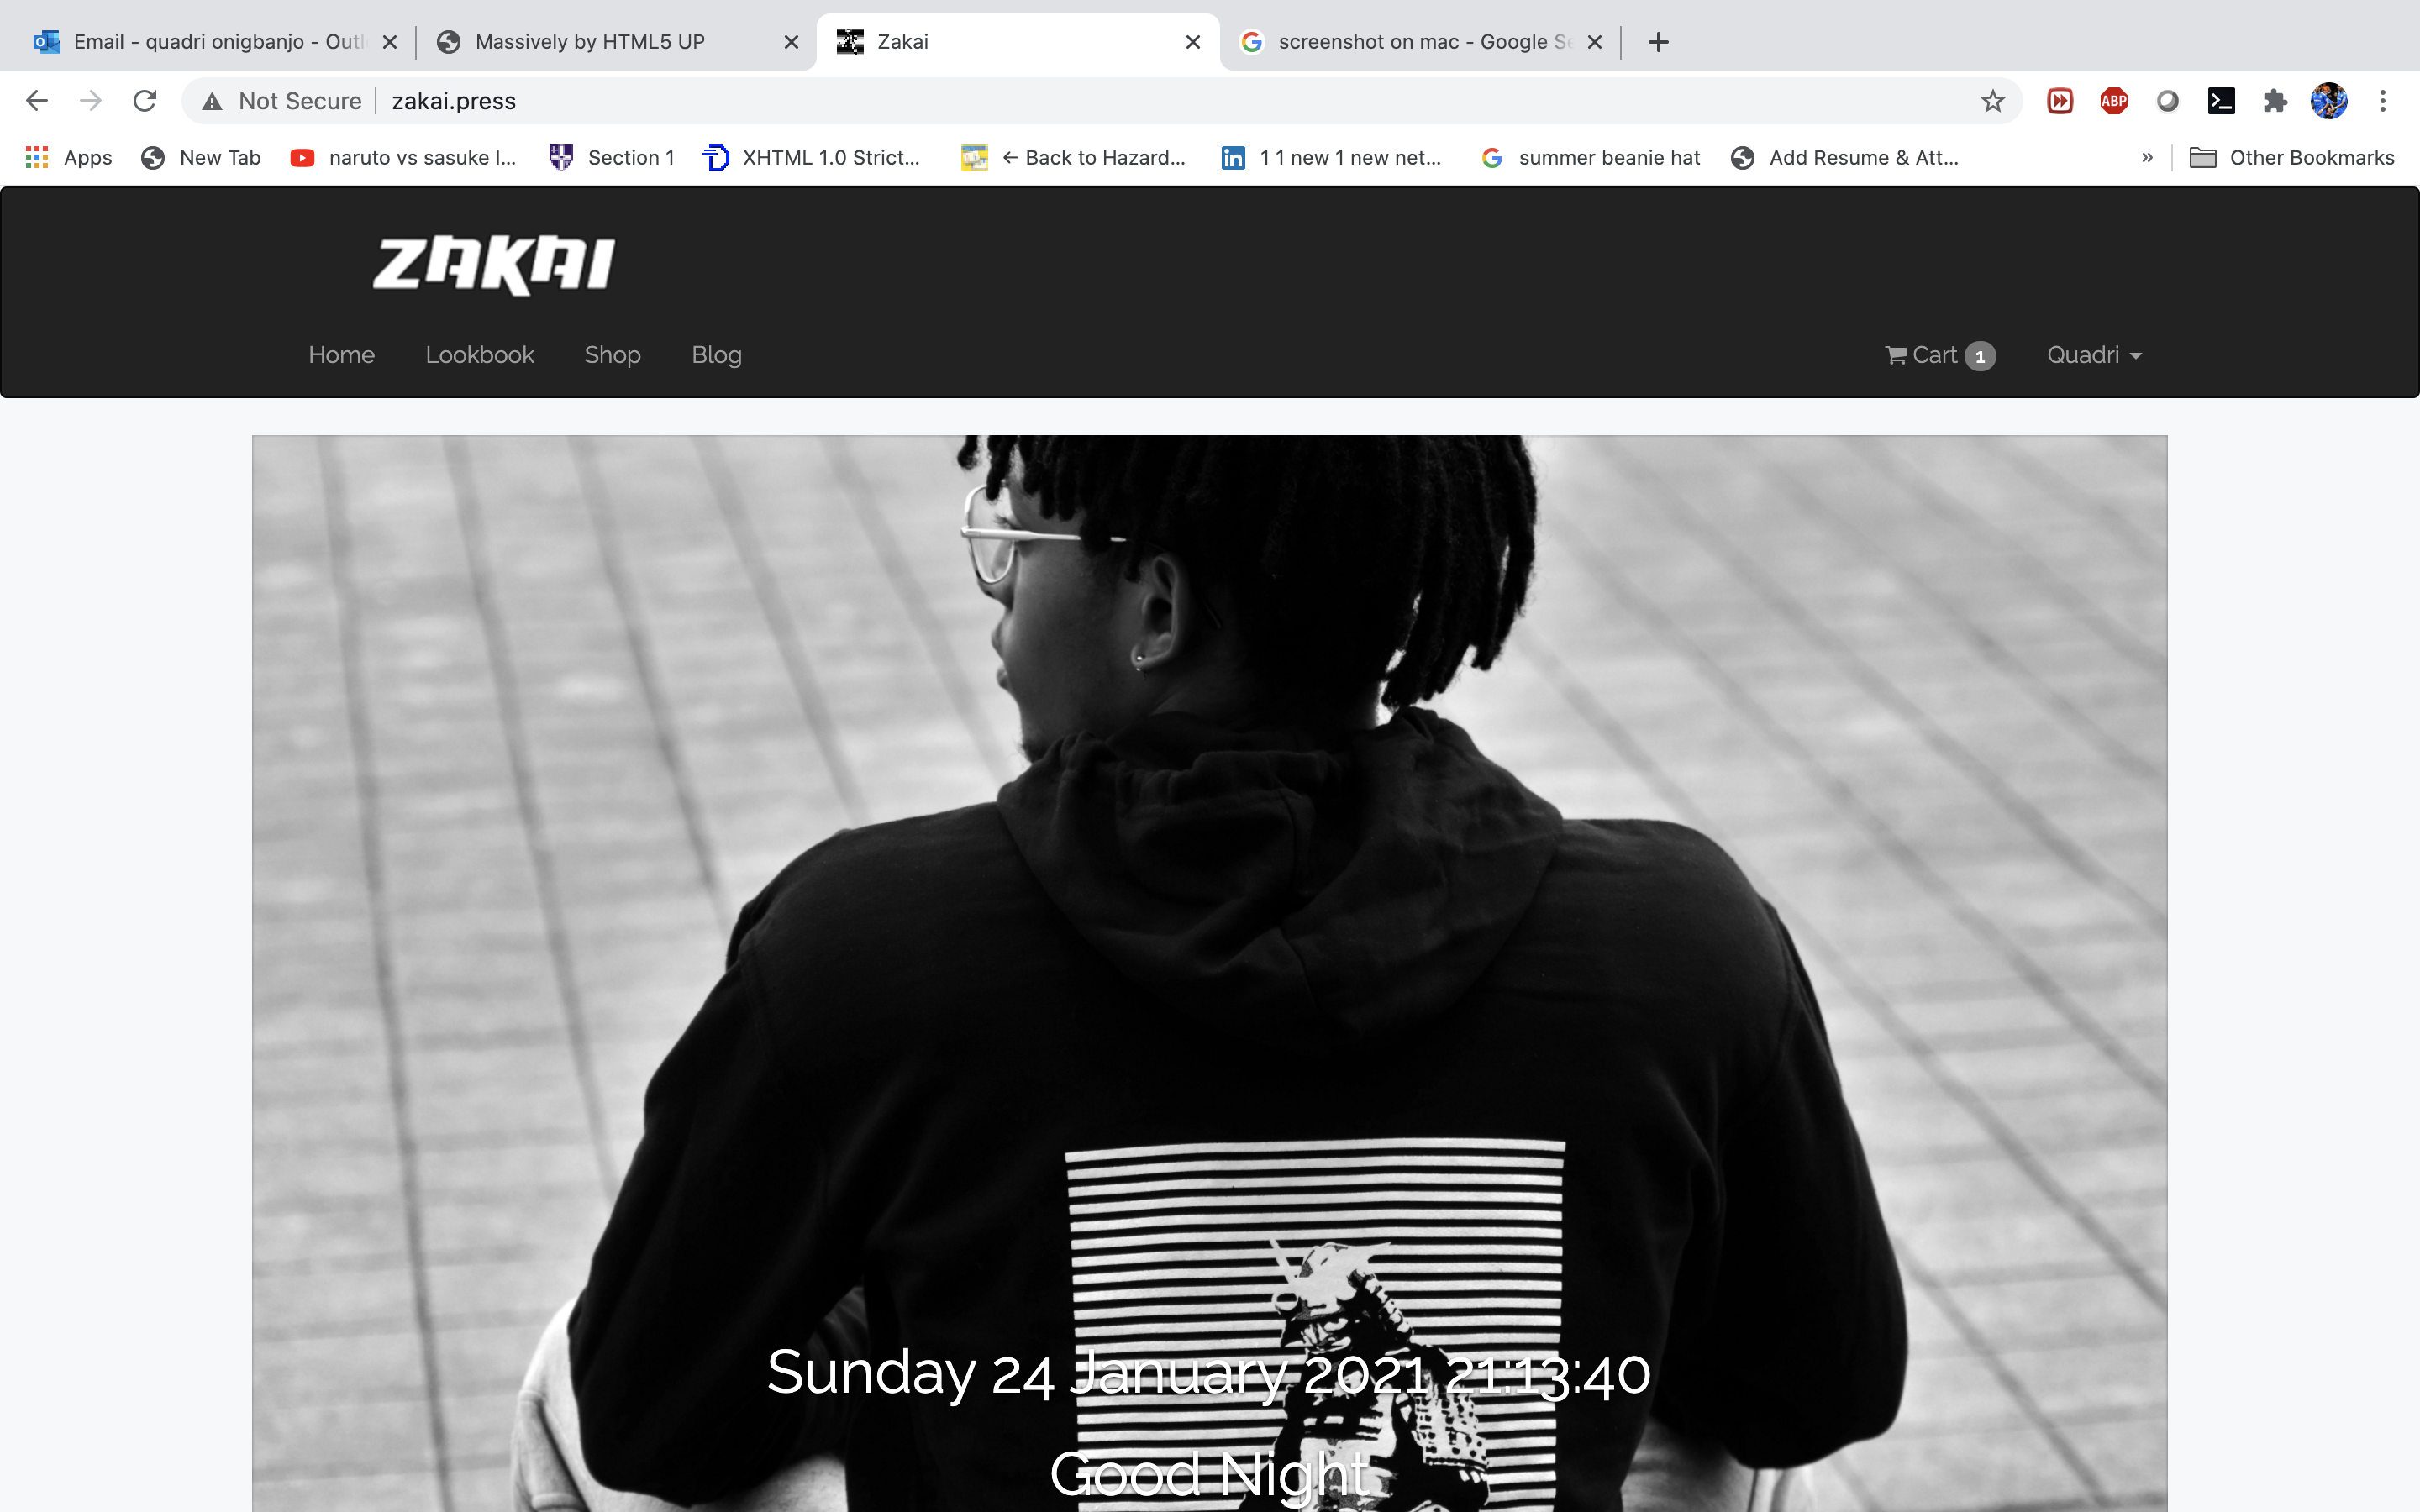 Email - quadri onigbanjo - Outl
Massively by HTML5 UP
Zakai
screenshot on mac - Google Se
Not Secure
zakai.press
ABP
Apps
New Tab
naruto vs sasuke l...
Section 1
XHTML 1.0 Strict...
← Back to Hazard...
1 1 new 1 new net...
summer beanie hat
Add Resume & Att...
»
Other Bookmarks
ZAKAI
Home
Lookbook
Shop
Blog
Cart 1
Quadri
Sunday 24 January 2021 21:13:40
Good Night